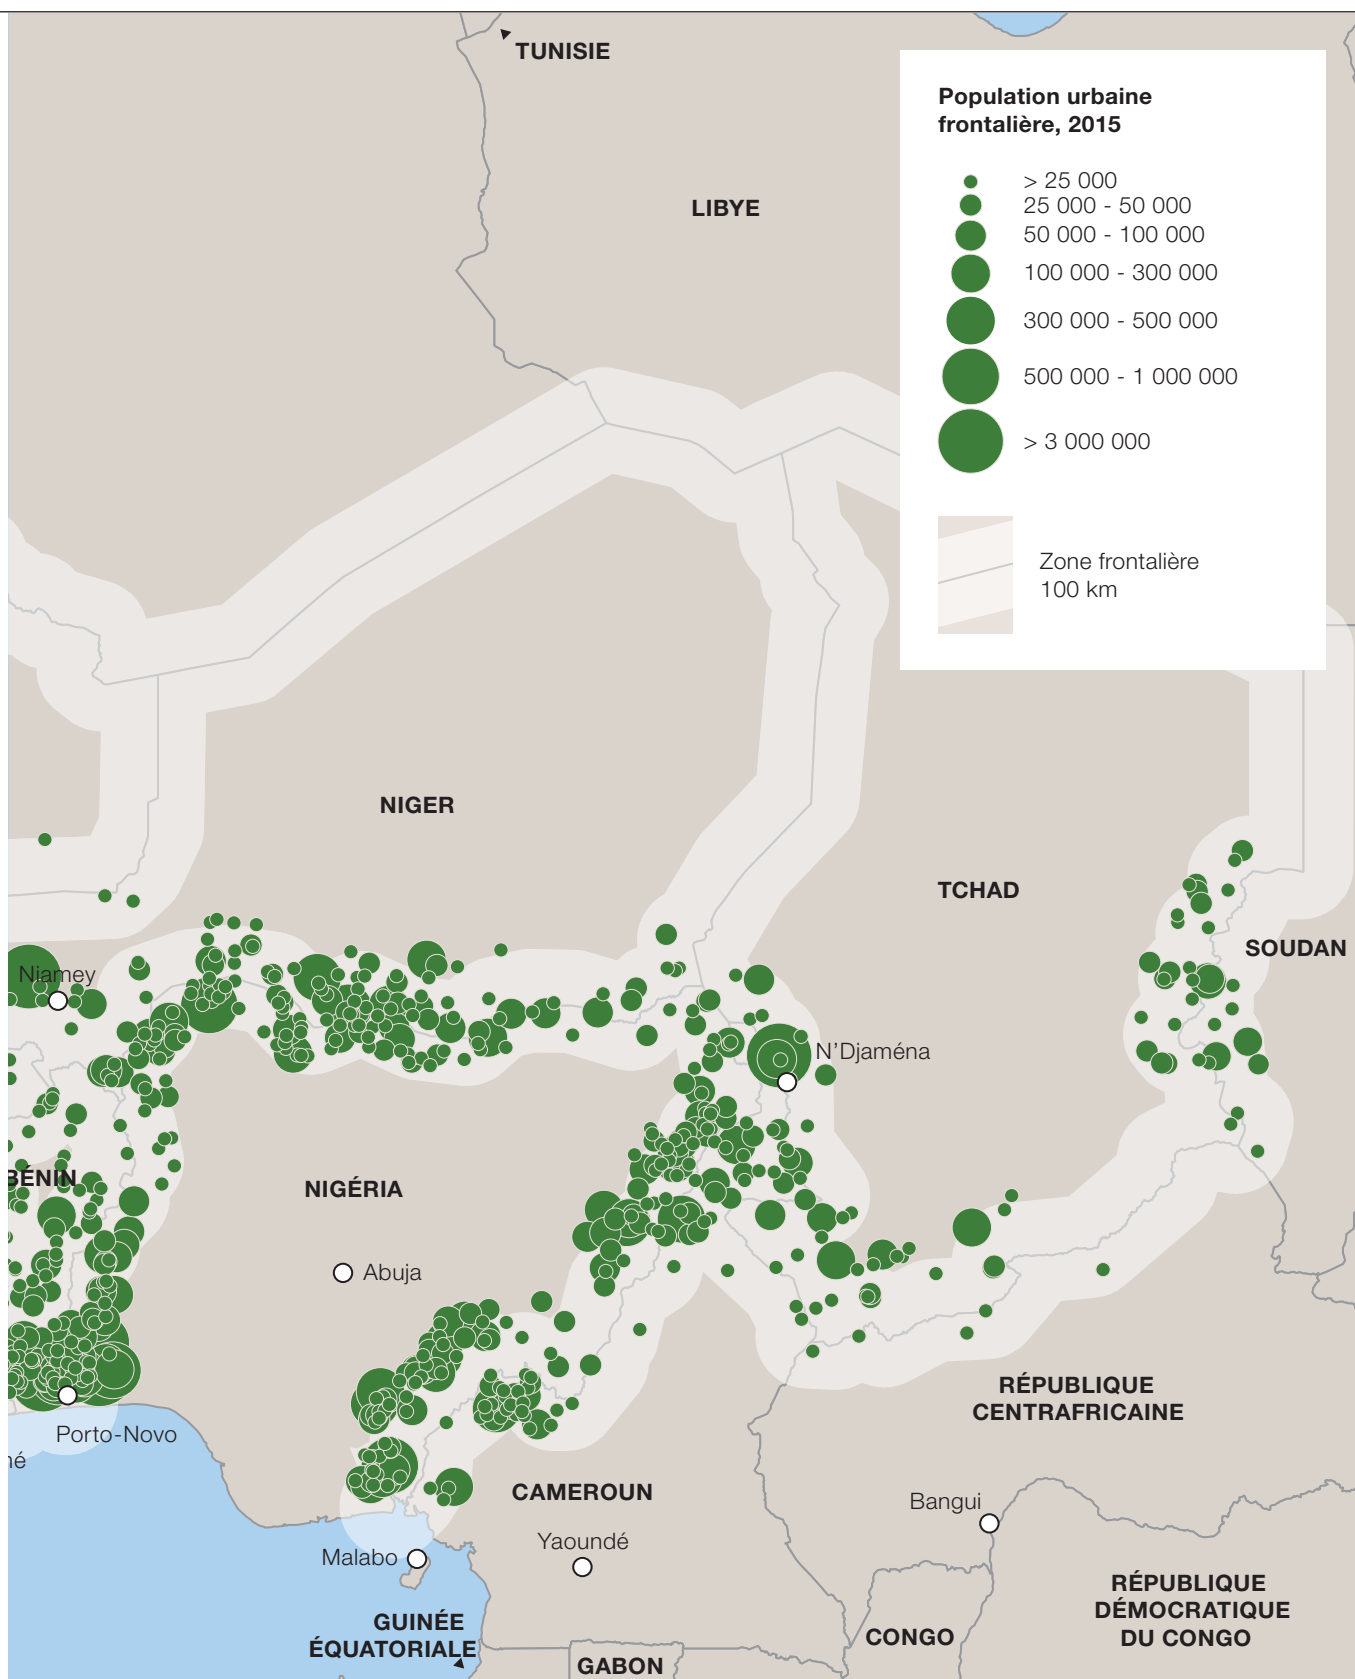 TUNISIE
Population urbaine
frontalière, 2015
> 25 000
25 000 - 50 000
50 000 - 100 000
100 000 - 300 000
300 000 - 500 000
500 000 - 1 000 000
> 3 000 000
Zone frontalière
100 km
LIBYE
NIGER
TCHAD
SOUDAN
Niamey
N'Djaména
BÉNIN
NIGÉRIA
Abuja
RÉPUBLIQUE
CENTRAFRICAINE
Porto-Novo
né
CAMEROUN
Bangui
Yaoundé
Malabo
RÉPUBLIQUE
DÉMOCRATIQUE
DU CONGO
GUINÉE
ÉQUATORIALE
CONGO
GABON